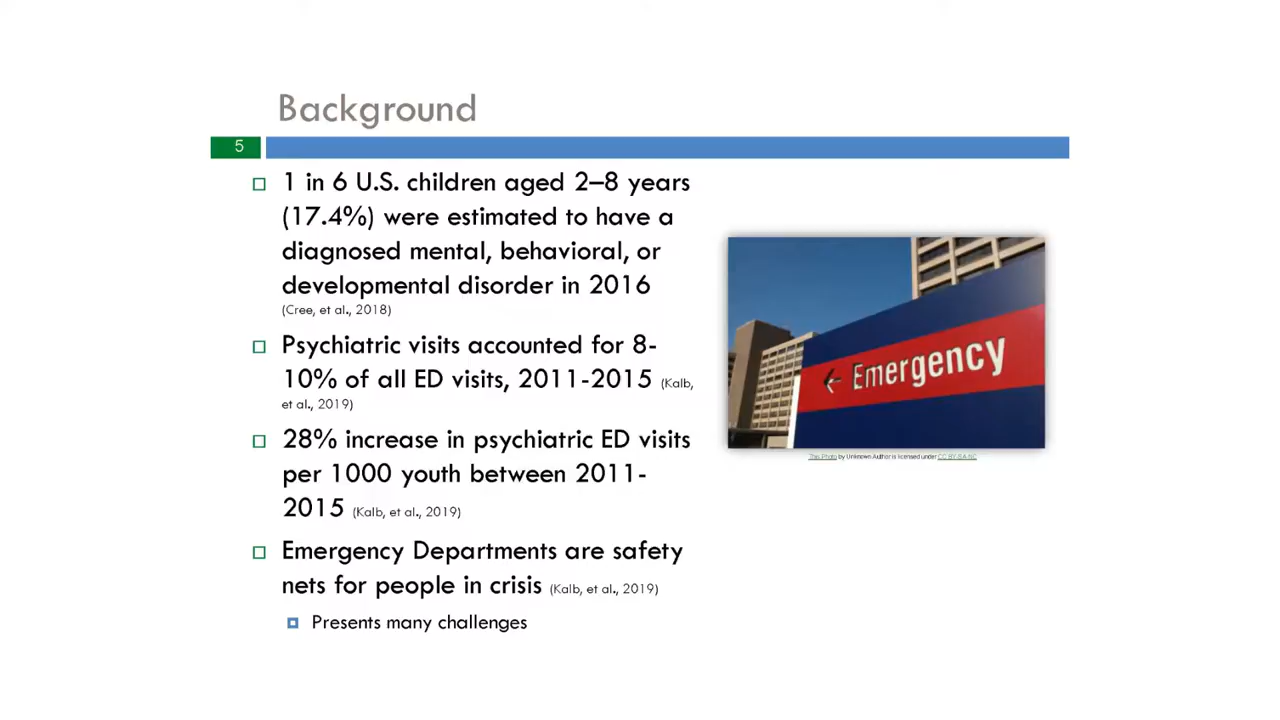 Background
5
1 in 6 U.S. children aged 2–8 years
(17.4%) were estimated to have a
diagnosed mental, behavioral, or
developmental disorder in 2016
(Cree, et al., 2018)
Psychiatric visits accounted for 8-
10% of all ED visits, 2011-2015 (Kalb,
et al., 2019)
28% increase in psychiatric ED visits
per 1000 youth between 2011-
2015 (Kalb, et al., 2019)
Emergency Departments are safety
nets for people in crisis (Kalb, et al., 2019)
Presents many challenges
← Emergency
This Photo by Unknown Author is licensed under CC BY-SA-NC